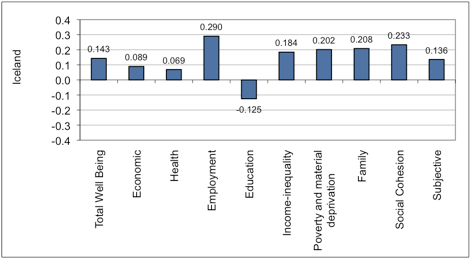 Iceland
0.4
0.3
0.2
0.1
0.0
-0.1
-0.2
-0.3
-0.4
0.143
0.089
0.069
0.290
-0.125
0.184
0.202
0.208
0.233
0.136
Total Well Being
Economic
Health
Employment
Education
Income-inequality
Poverty and material
deprivation
Family
Social Cohesion
Subjective